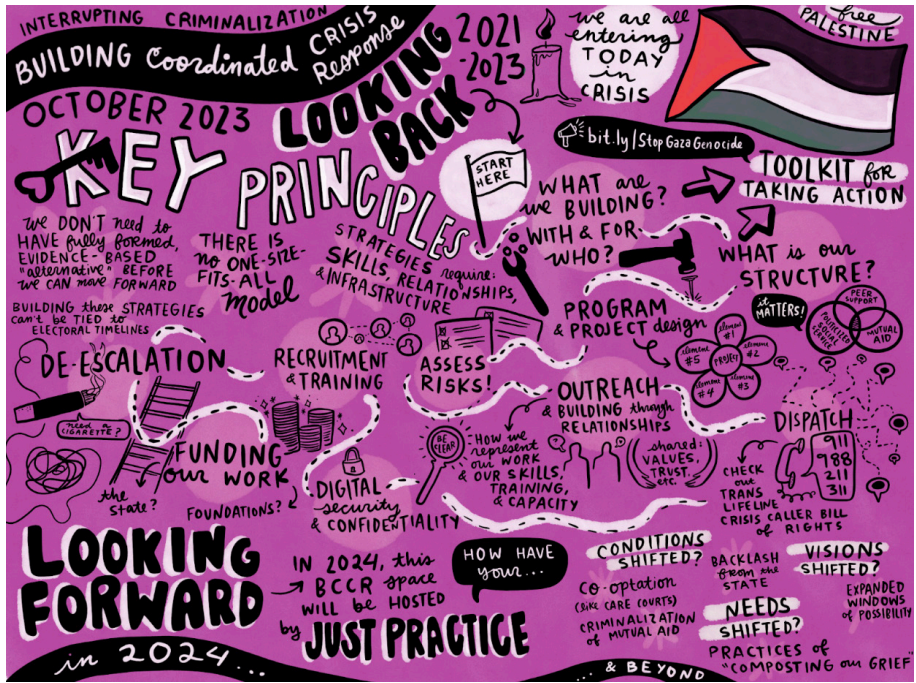 INTERRUPTING CRIMINALIZATION
BUILDING Coordinated CRISIS
Response
OCTOBER 2023
LOOKING
BACK
2021
-2023
we are all
entering
TODAY
in
CRISIS
free
PALESTINE
bit.ly/StopGazaGenocide
TOOLKIT for
TAKING ACTION
KEY
PRINCIPLES
START
HERE
we DON'T need to
HAVE fully formed,
EVIDENCE-BASED
"alternative" BEFORE
we CAN move FORWARD
THERE IS
no ONE-SIZE-
FITS-ALL
model
STRATEGIES require:
SKILLS, RELATIONSHIPS,
& INFRASTRUCTURE
BUILDING these STRATEGIES
can't be TIED to
ELECTORAL TIMELINES
WHAT are
we BUILDING?
WITH & FOR
WHO?
WHAT is our
STRUCTURE?
it
MATTERS!
PEER
SUPPORT
POLITICIZED
SOCIAL
SERVICE
MUTUAL
AID
PROGRAM
& PROJECT design
element
#1
element
#2
element
#3
element
#4
element
#5
PROJECT
DE-ESCALATION
need a
CIGARETTE?
RECRUITMENT
& TRAINING
ASSESS
RISKS!
OUTREACH
& BUILDING through
RELATIONSHIPS
shared:
VALUES,
TRUST,
etc.
DISPATCH
911
988
211
311
CHECK
out
TRANS
LIFELINE
CRISIS CALLER BILL
of RIGHTS
FUNDING
our WORK
the
State?
FOUNDATIONS?
DIGITAL
security
& CONFIDENTIALITY
BE
CLEAR
HOW we
represent
our WORK
& OUR SKILLS,
TRAINING,
& CAPACITY
LOOKING
FORWARD
in 2024...
IN 2024, this
BCCR space
WILL be HOSTED
by JUST PRACTICE
HOW HAVE
your...
CONDITIONS
SHIFTED?
CO-OPTATION
(like CARE COURTS)
CRIMINALIZATION
of MUTUAL AID
BACKLASH
from the
STATE
NEEDS
SHIFTED?
PRACTICES of
"COMPOSTING our GRIEF"
VISIONS
SHIFTED?
EXPANDED
WINDOWS
of POSSIBILITY
... & BEYOND